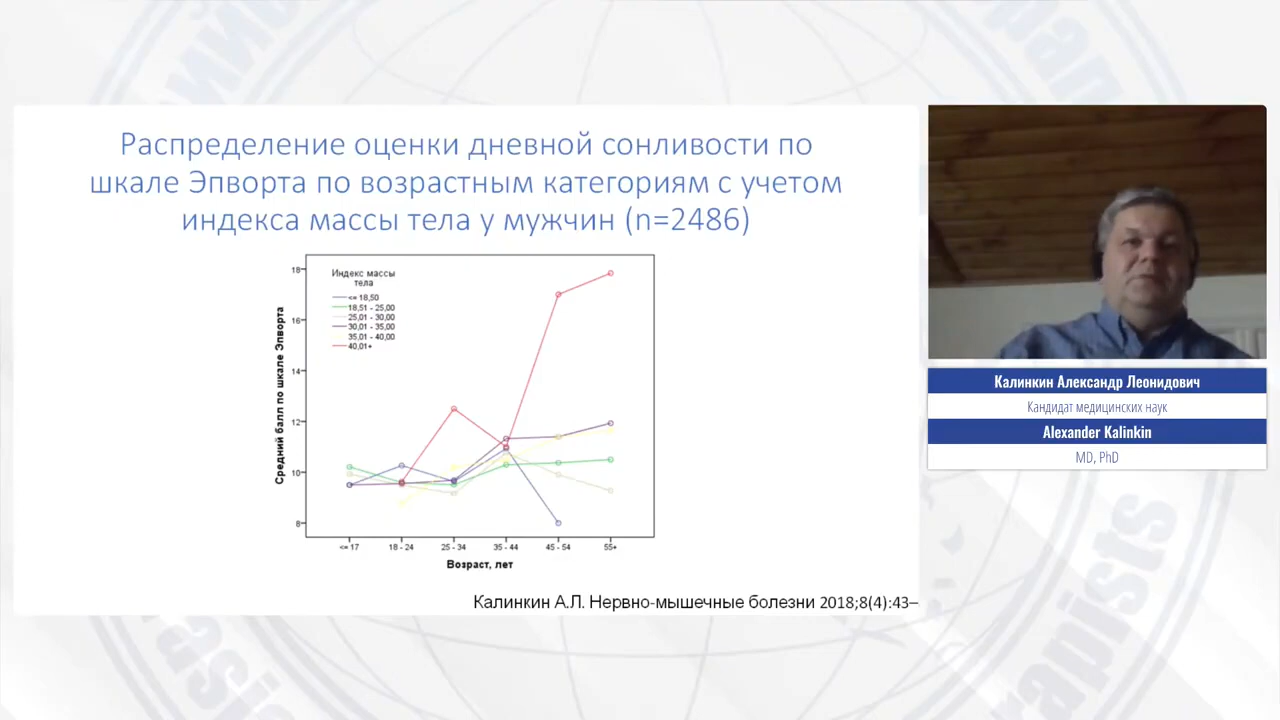 Распределение оценки дневной сонливости по
шкале Эпворта по возрастным категориям с учетом
индекса массы тела у мужчин (n=2486)
Индекс массы
тела
<= 18,50
18,51 - 25,00
25,01 - 30,00
30,01 - 35,00
35,01 - 40,00
40,01+
Средний балл по шкале Эпворта
18
16
14
12
10
8
<= 17
18 - 24
25 - 34
35 - 44
45 - 54
55+
Возраст, лет
Калинкин А.Л. Нервно-мышечные болезни 2018;8(4):43–
Калинкин Александр Леонидович
Кандидат медицинских наук
Alexander Kalinkin
MD, PhD